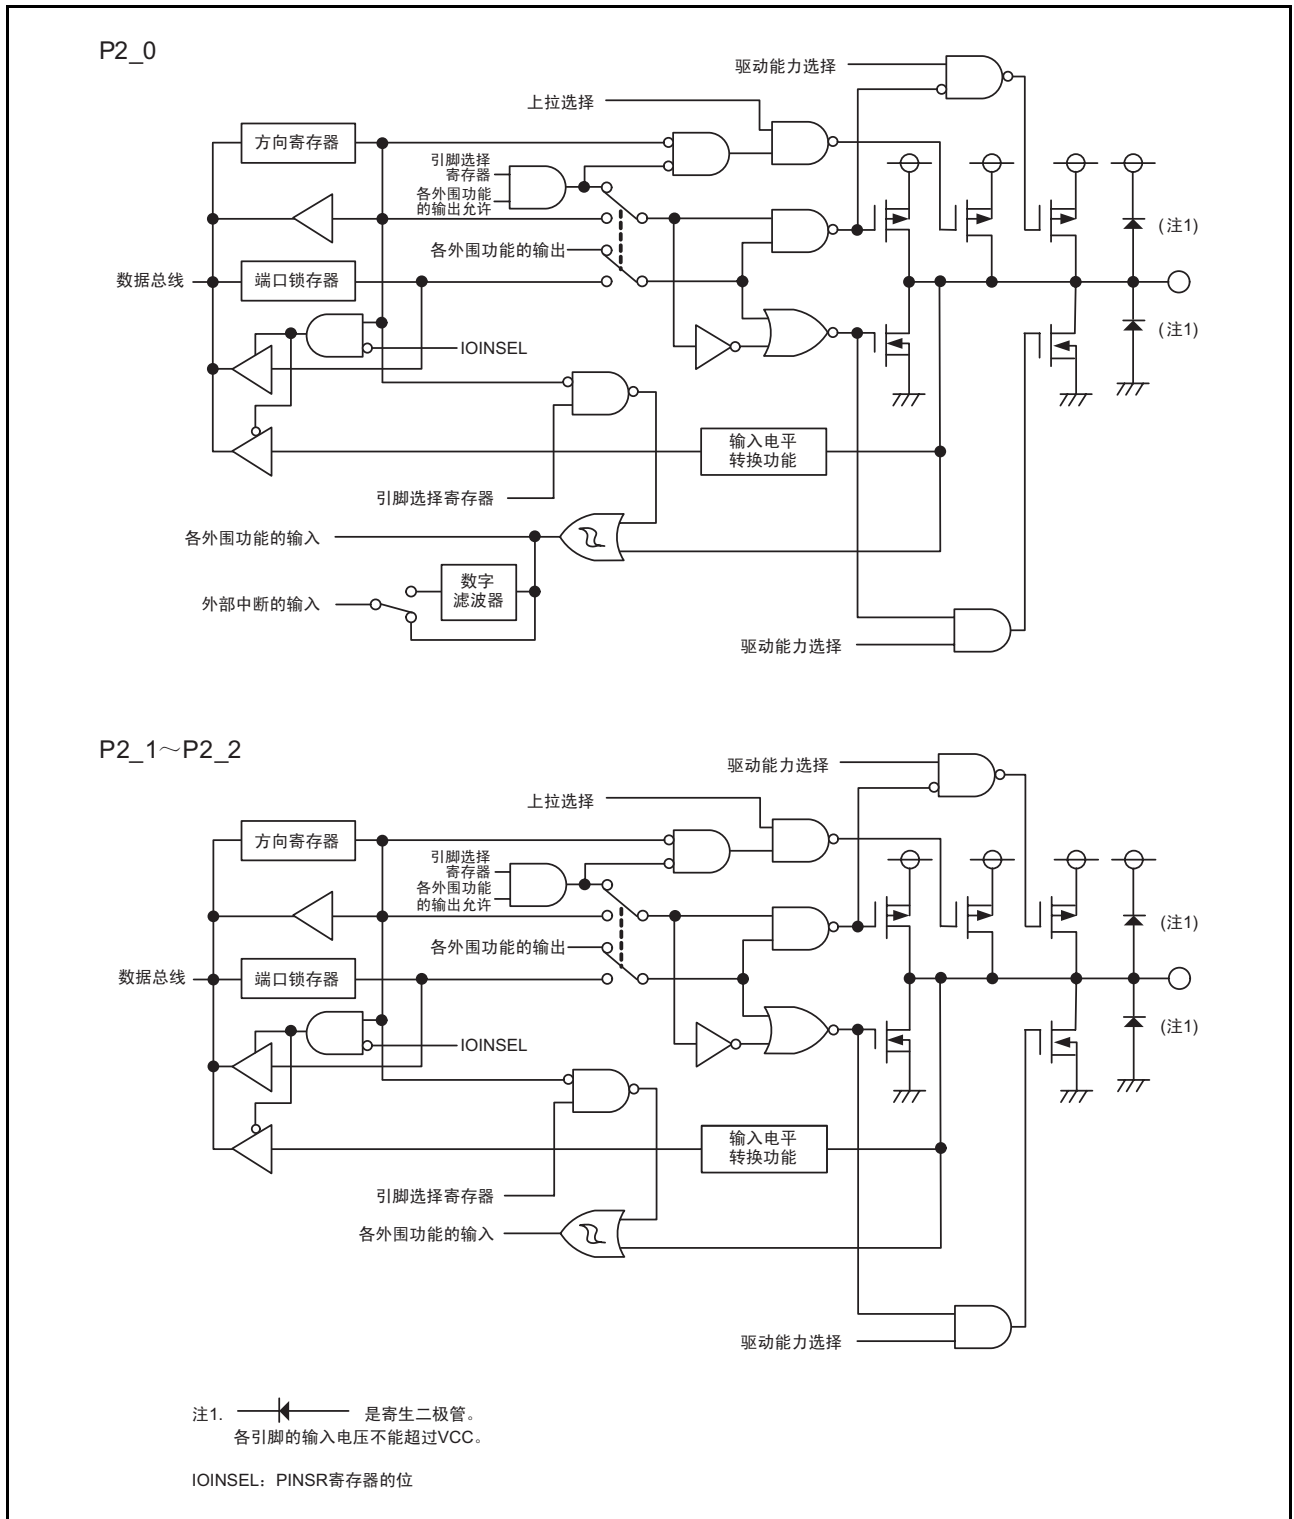 P2_0
驱动能力选择
上拉选择
方向寄存器
引脚选择
寄存器
各外围功能
的输出允许
(注1)
各外围功能的输出
数据总线
端口锁存器
(注1)
IOINSEL
输入电平
转换功能
引脚选择寄存器
各外围功能的输入
数字
滤波器
外部中断的输入
驱动能力选择
P2_1～P2_2
驱动能力选择
上拉选择
方向寄存器
引脚选择
寄存器
各外围功能
的输出允许
(注1)
各外围功能的输出
数据总线
端口锁存器
(注1)
IOINSEL
输入电平
转换功能
引脚选择寄存器
各外围功能的输入
驱动能力选择
注1. 是寄生二极管。
各引脚的输入电压不能超过VCC。
IOINSEL：PINSR寄存器的位